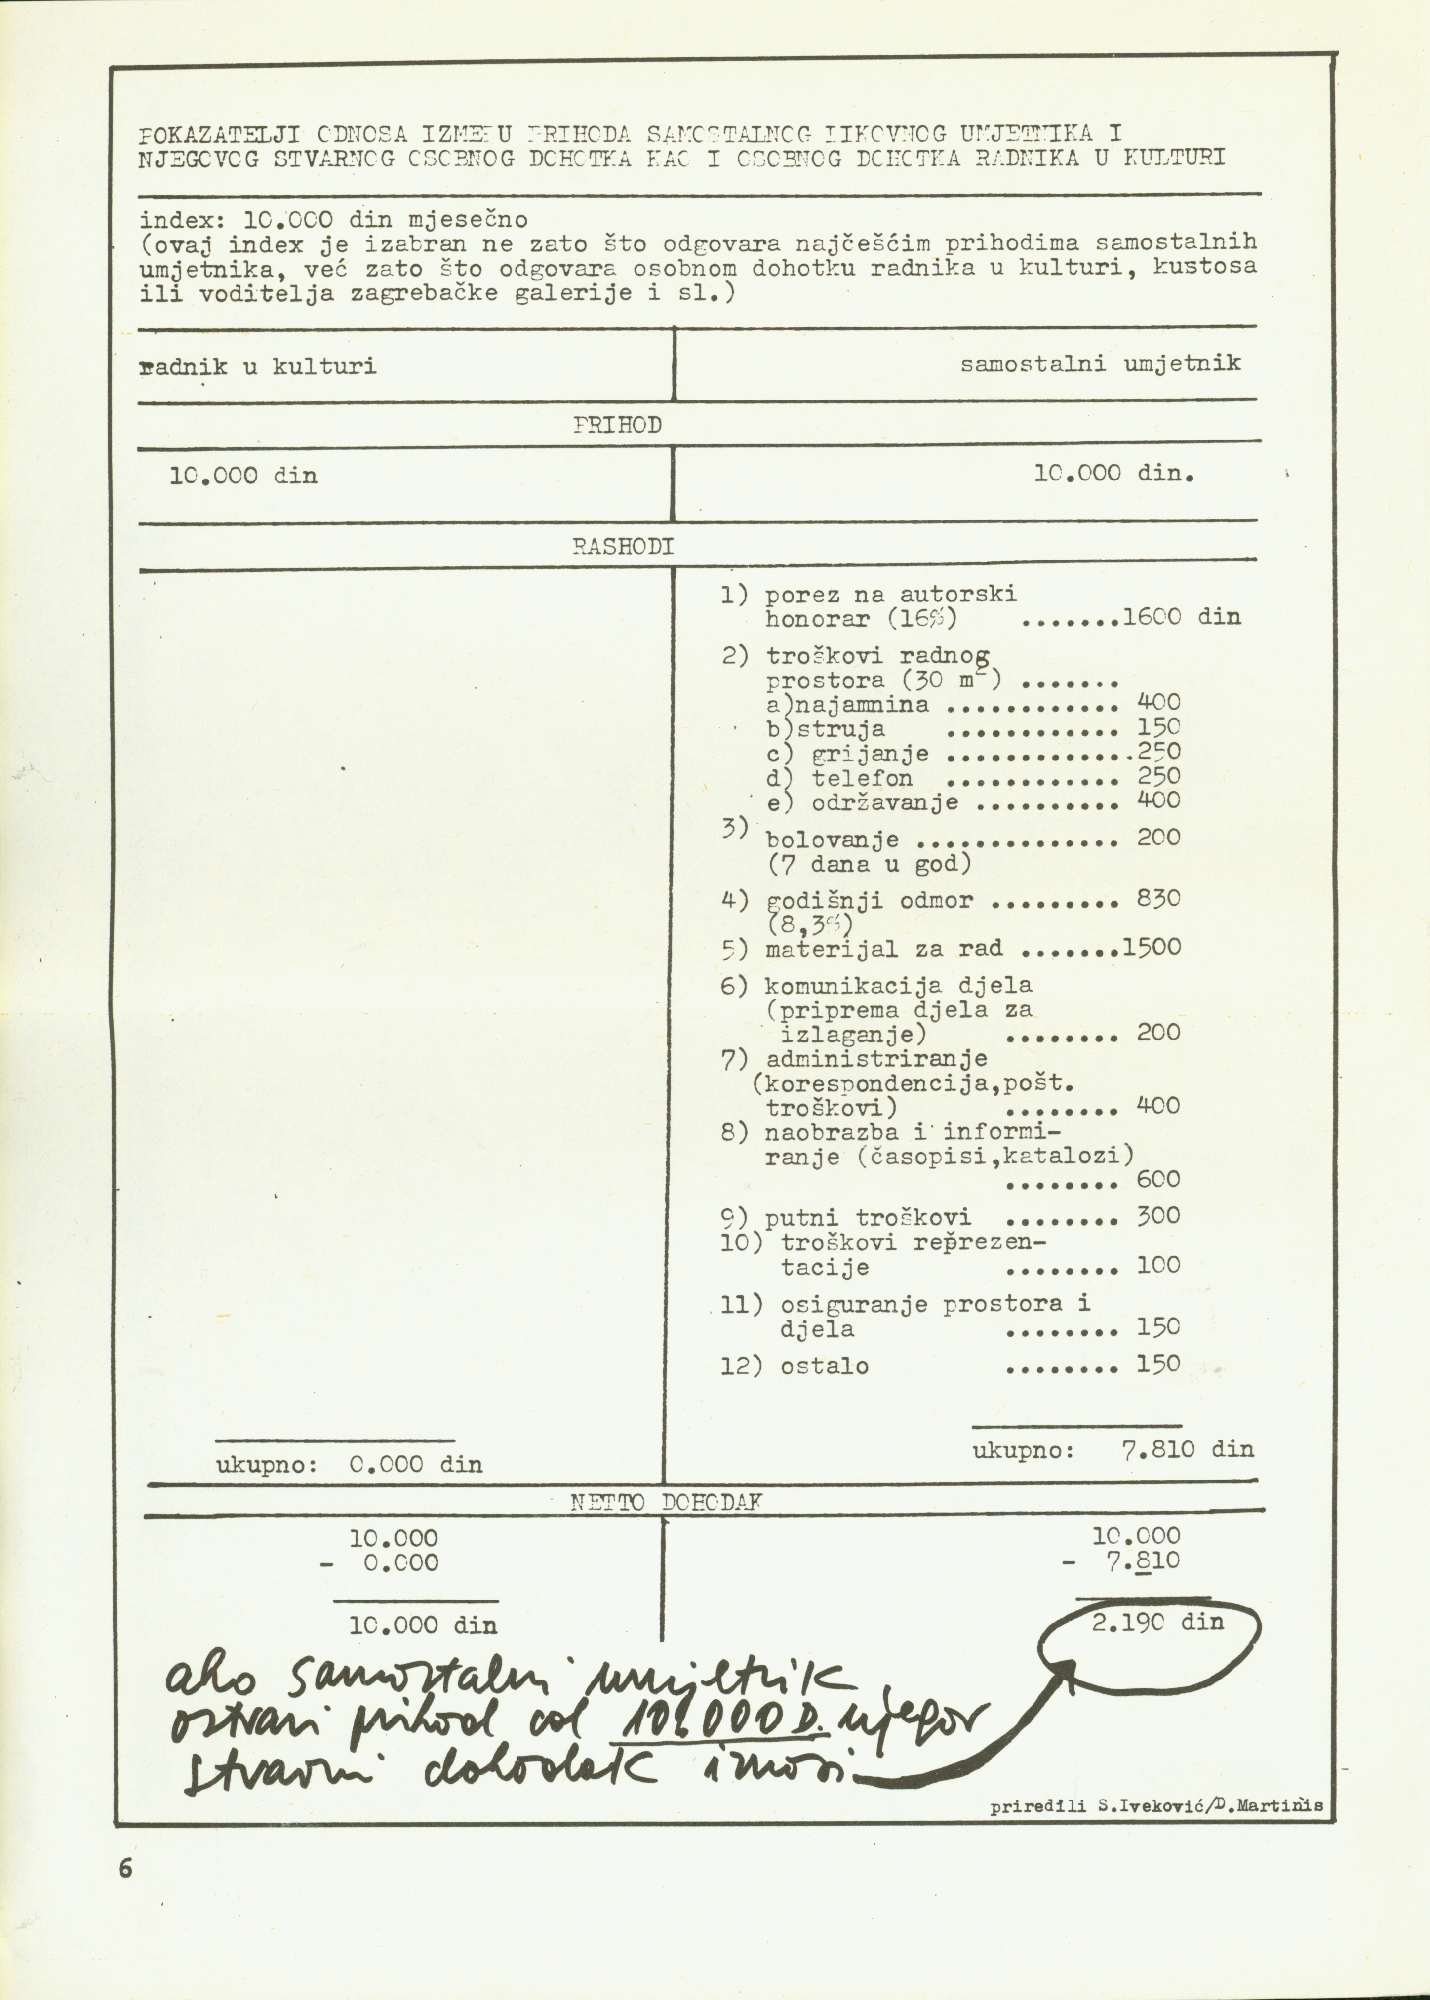 POKAZATELJI ODNOSA IZMEĐU PRIHODA SAMOSTALNOG LIKOVNOG UMJETNIKA I
NJEGOVOG STVARNOG OSOBNOG DOHOTKA KAO I OSOBNOG DOHOTKA RADNIKA U KULTURI
index: 10.000 din mjesečno
(ovaj index je izabran ne zato što odgovara najčešćim prihodima samostalnih
umjetnika, već zato što odgovara osobnom dohotku radnika u kulturi, kustosa
ili voditelja zagrebačke galerije i sl.)
radnik u kulturi
samostalni umjetnik
PRIHOD
10.000 din
10.000 din.
RASHODI
1) porez na autorski
honorar (16%) .......1600 din
2) troškovi radnog
prostora (30 m²) .......
a)najamnina ............ 400
b)struja ............ 150
c) grijanje .............250
d) telefon ............ 250
e) održavanje .......... 400
3) bolovanje .............. 200
(7 dana u god)
4) godišnji odmor ......... 830
(8,3%)
5) materijal za rad .......1500
6) komunikacija djela
(priprema djela za
izlaganje) ........ 200
7) administriranje
(korespondencija,pošt.
troškovi) ........ 400
8) naobrazba i informi-
ranje (časopisi,katalozi)
........ 600
9) putni troškovi ........ 300
10) troškovi reprezen-
tacije ........ 100
11) osiguranje prostora i
djela ........ 150
12) ostalo ........ 150
ukupno: 0.000 din
ukupno: 7.810 din
NETTO DOHODAK
10.000
- 0.000
10.000 din
10.000
- 7.810
2.190 din
ako samostalni umjetnik
ostvari prihod od 10.000 D. njegov
stvarni dohodak iznosi
priredili S.Iveković/D.Martinis
6